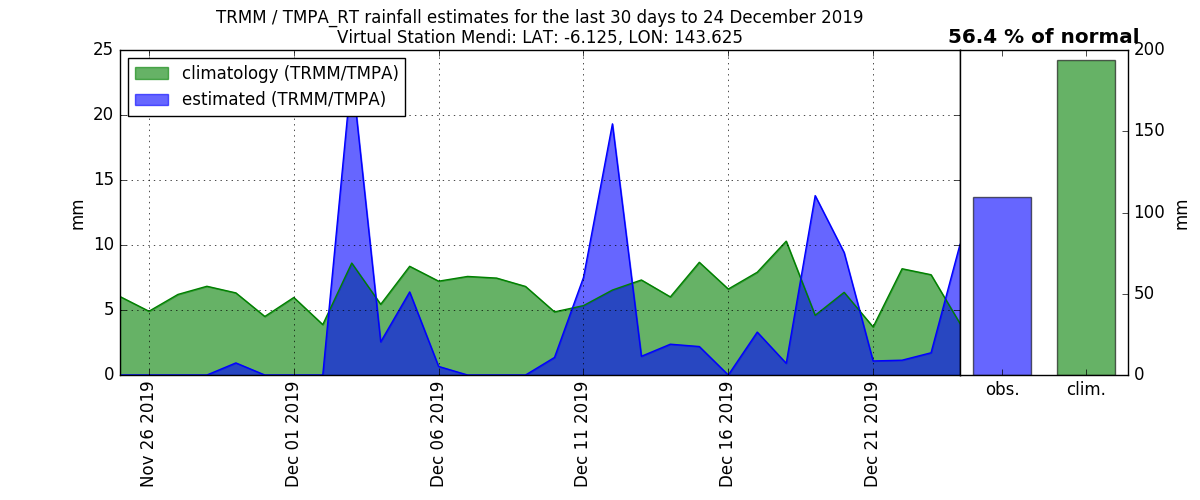 TRMM / TMPA_RT rainfall estimates for the last 30 days to 24 December 2019
Virtual Station Mendi: LAT: -6.125, LON: 143.625
56.4 % of normal
climatology (TRMM/TMPA)
estimated (TRMM/TMPA)
25
20
15
10
5
0
mm
Nov 26 2019
Dec 01 2019
Dec 06 2019
Dec 11 2019
Dec 16 2019
Dec 21 2019
obs.
clim.
200
150
100
50
0
mm